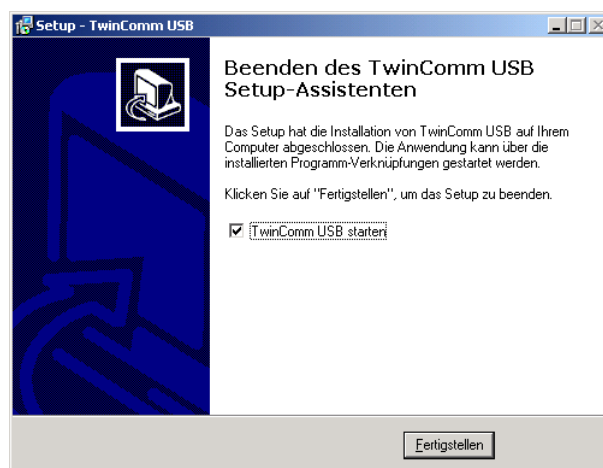 Setup - TwinComm USB
Beenden des TwinComm USB
Setup-Assistenten
Das Setup hat die Installation von TwinComm USB auf Ihrem
Computer abgeschlossen. Die Anwendung kann über die
installierten Programm-Verknüpfungen gestartet werden.
Klicken Sie auf "Fertigstellen", um das Setup zu beenden.
TwinComm USB starten
Fertigstellen